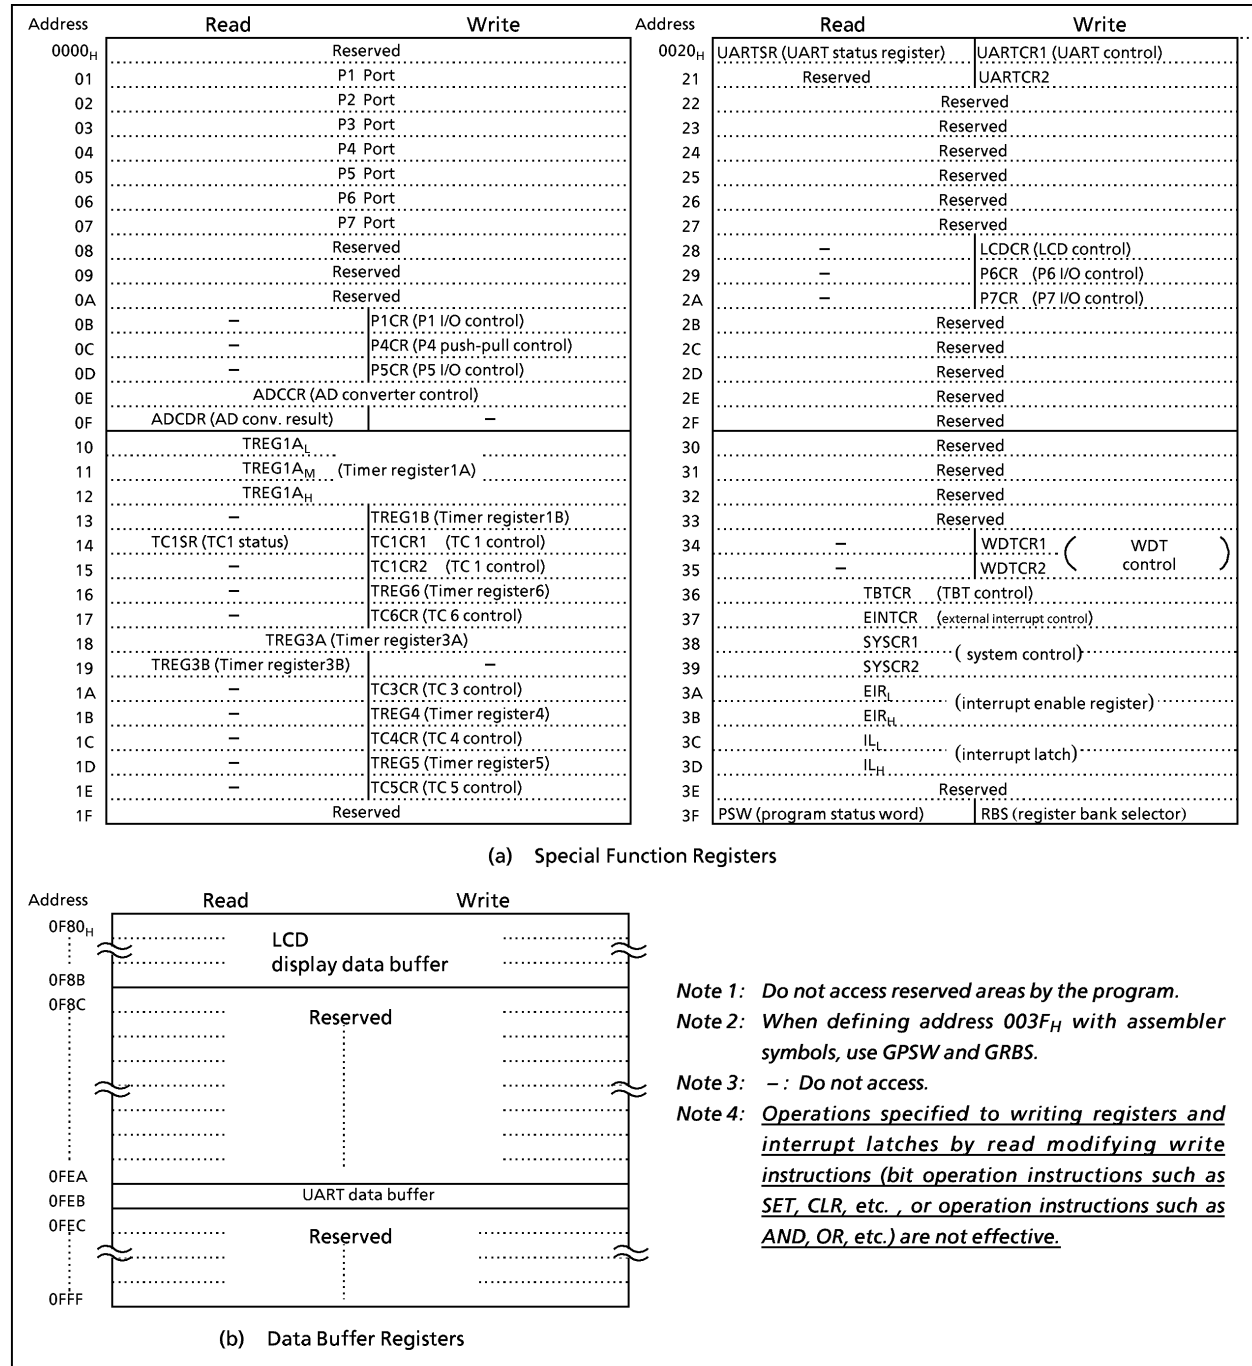 Address Read Write
0000H Reserved
01 P1 Port
02 P2 Port
03 P3 Port
04 P4 Port
05 P5 Port
06 P6 Port
07 P7 Port
08 Reserved
09 Reserved
0A Reserved
0B – P1CR (P1 I/O control)
0C – P4CR (P4 push-pull control)
0D – P5CR (P5 I/O control)
0E ADCCR (AD converter control)
0F ADCDR (AD conv. result) –
10 TREG1AL
11 TREG1AM (Timer register1A)
12 TREG1AH
13 – TREG1B (Timer register1B)
14 TC1SR (TC1 status) TC1CR1 (TC 1 control)
15 – TC1CR2 (TC 1 control)
16 – TREG6 (Timer register6)
17 – TC6CR (TC 6 control)
18 TREG3A (Timer register3A)
19 TREG3B (Timer register3B) –
1A – TC3CR (TC 3 control)
1B – TREG4 (Timer register4)
1C – TC4CR (TC 4 control)
1D – TREG5 (Timer register5)
1E – TC5CR (TC 5 control)
1F Reserved
Address Read Write
0020H UARTSR (UART status register) UARTCR1 (UART control)
21 Reserved UARTCR2
22 Reserved
23 Reserved
24 Reserved
25 Reserved
26 Reserved
27 Reserved
28 – LCDCR (LCD control)
29 – P6CR (P6 I/O control)
2A – P7CR (P7 I/O control)
2B Reserved
2C Reserved
2D Reserved
2E Reserved
2F Reserved
30 Reserved
31 Reserved
32 Reserved
33 Reserved
34 – WDTCR1 ( WDT )
35 – WDTCR2 control
36 TBTCR (TBT control)
37 EINTCR (external interrupt control)
38 SYSCR1
( system control)
39 SYSCR2
3A EIRL
(interrupt enable register)
3B EIRH
3C ILL
(interrupt latch)
3D ILH
3E Reserved
3F PSW (program status word) RBS (register bank selector)
(a) Special Function Registers
Address Read Write
0F80H
LCD
display data buffer
0F8B
0F8C Reserved
0FEA
0FEB UART data buffer
0FEC Reserved
0FFF
(b) Data Buffer Registers
Note 1: Do not access reserved areas by the program.
Note 2: When defining address 003FH with assembler
symbols, use GPSW and GRBS.
Note 3: – : Do not access.
Note 4: Operations specified to writing registers and
interrupt latches by read modifying write
instructions (bit operation instructions such as
SET, CLR, etc. , or operation instructions such as
AND, OR, etc.) are not effective.